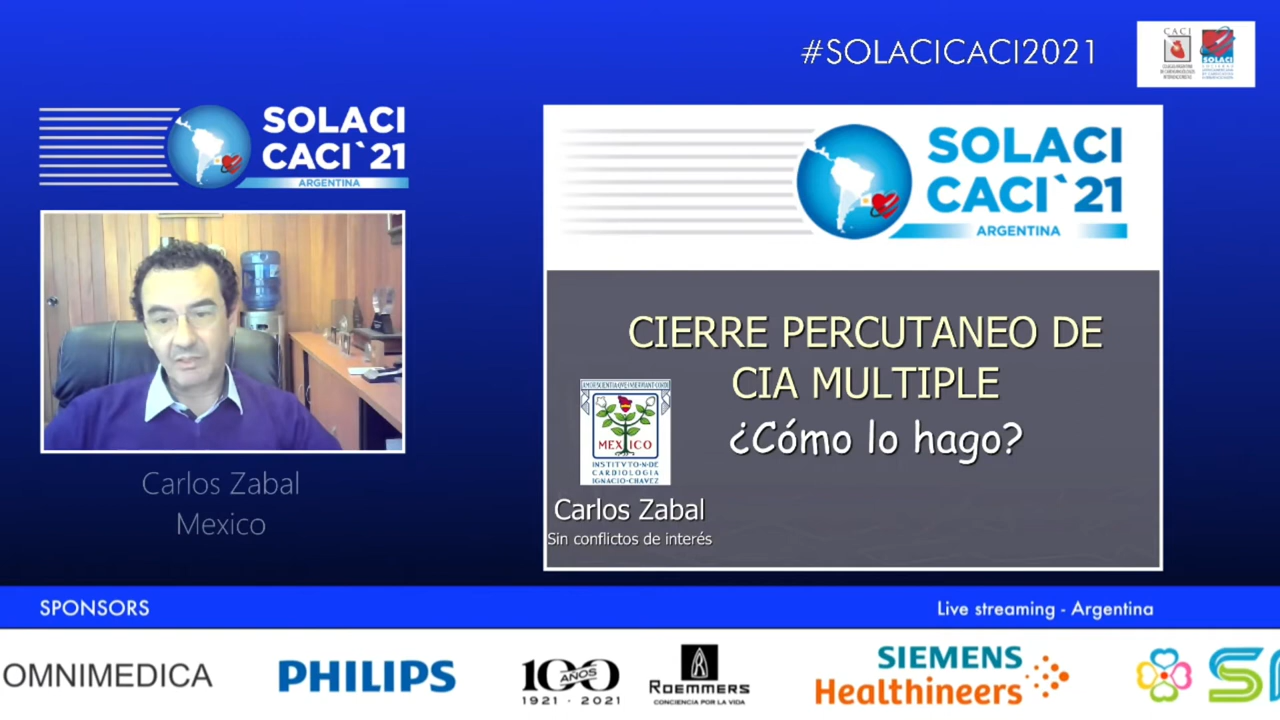 #SOLACICACI2021
CACI
SOLACI
SOLACI
CACI`21
ARGENTINA
SOLACI
CACI`21
ARGENTINA
CIERRE PERCUTANEO DE
CIA MULTIPLE
¿Cómo lo hago?
MEXICO
INSTITVTO·N·DE
CARDIOLOGIA
IGNACIO·CHAVEZ
Carlos Zabal
Sin conflictos de interés
Carlos Zabal
Mexico
SPONSORS
Live streaming - Argentina
OMNIMEDICA
PHILIPS
100
AÑOS
1921 · 2021
ROEMMERS
CONCIENCIA POR LA VIDA
SIEMENS
Healthineers